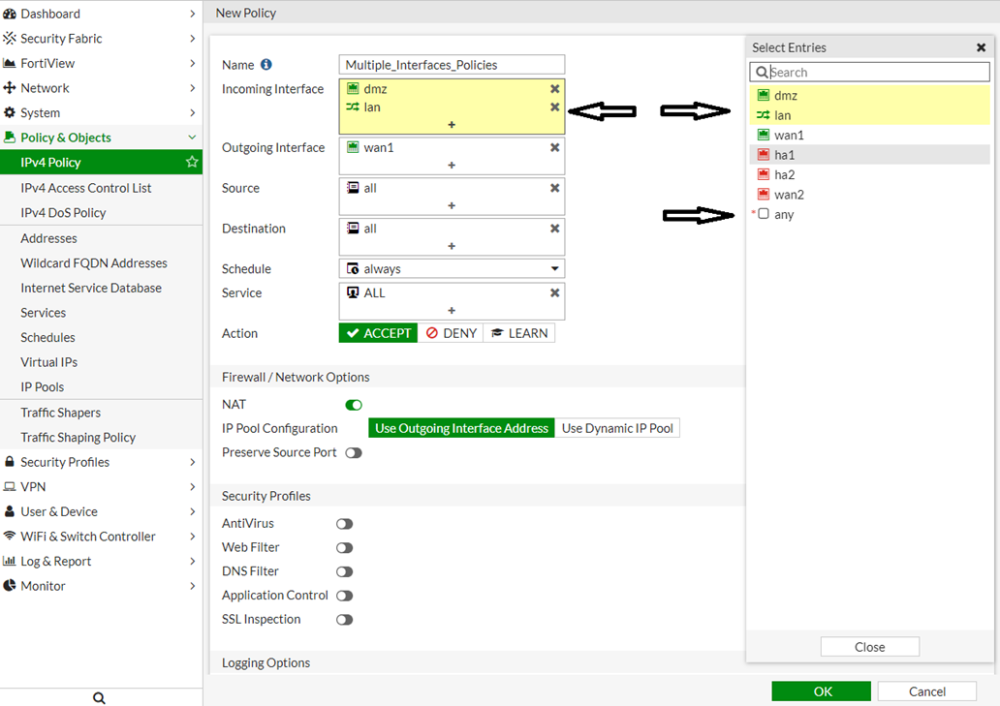 Dashboard
Security Fabric
FortiView
Network
System
Policy & Objects
IPv4 Policy
IPv4 Access Control List
IPv4 DoS Policy
Addresses
Wildcard FQDN Addresses
Internet Service Database
Services
Schedules
Virtual IPs
IP Pools
Traffic Shapers
Traffic Shaping Policy
Security Profiles
VPN
User & Device
WiFi & Switch Controller
Log & Report
Monitor
New Policy
Name
Multiple_Interfaces_Policies
Incoming Interface
dmz
lan
+
Outgoing Interface
wan1
+
Source
all
+
Destination
all
+
Schedule
always
Service
ALL
+
Action
ACCEPT DENY LEARN
Firewall / Network Options
NAT
IP Pool Configuration
Use Outgoing Interface Address Use Dynamic IP Pool
Preserve Source Port
Security Profiles
AntiVirus
Web Filter
DNS Filter
Application Control
SSL Inspection
Logging Options
Select Entries
Search
dmz
lan
wan1
ha1
ha2
wan2
* any
Close
OK
Cancel